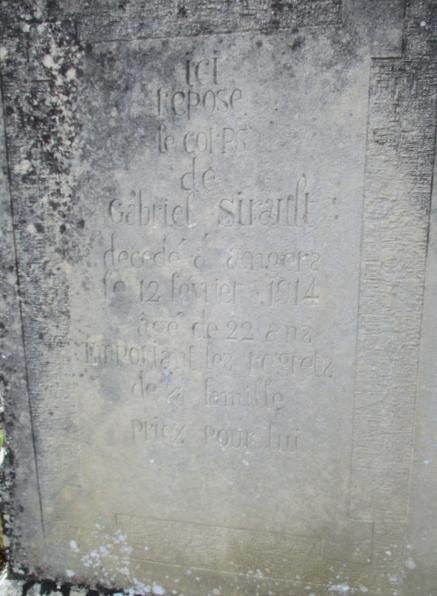 ici
repose
le corps
de
Gabriel Sirault
decedé à angers
le 12 février 1914
âgé de 22 ans
emportant les regrets
de sa famille
priez pour lui